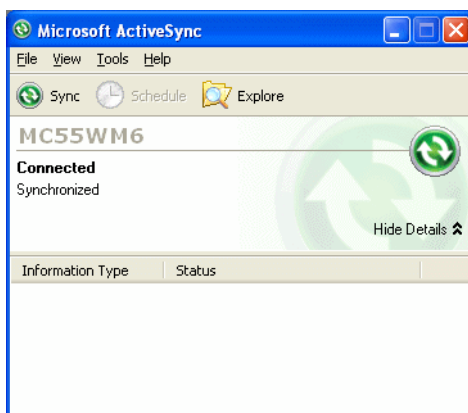 Microsoft ActiveSync
File View Tools Help
Sync Schedule Explore
MC55WM6
Connected
Synchronized
Hide Details
Information Type Status